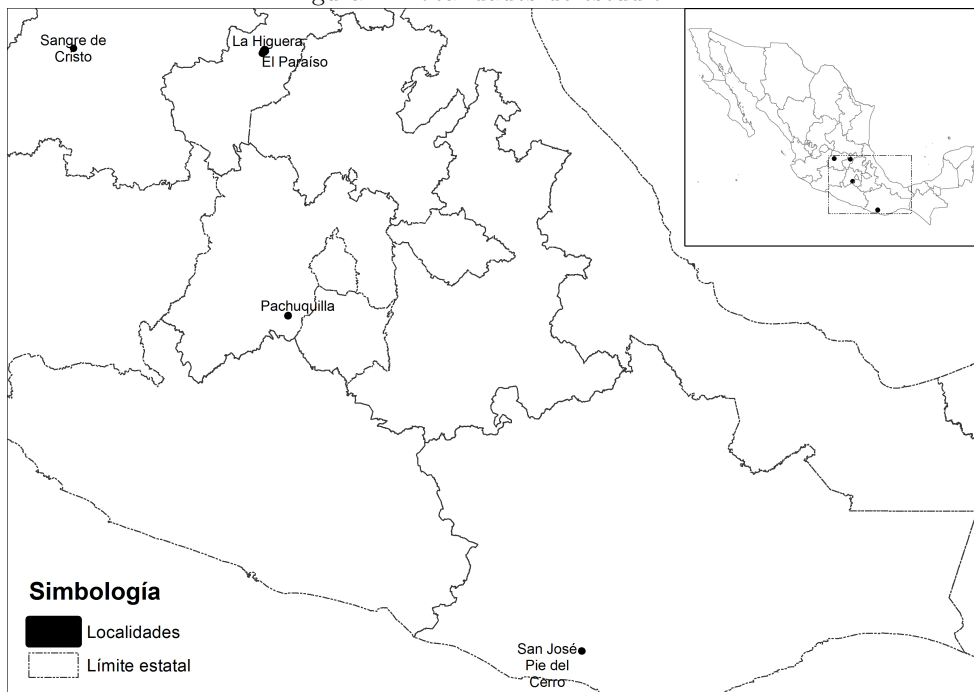 Sangre de
Cristo
La Higuera
El Paraíso
Pachuquilla
San José
Pie del
Cerro
Simbología
Localidades
Límite estatal